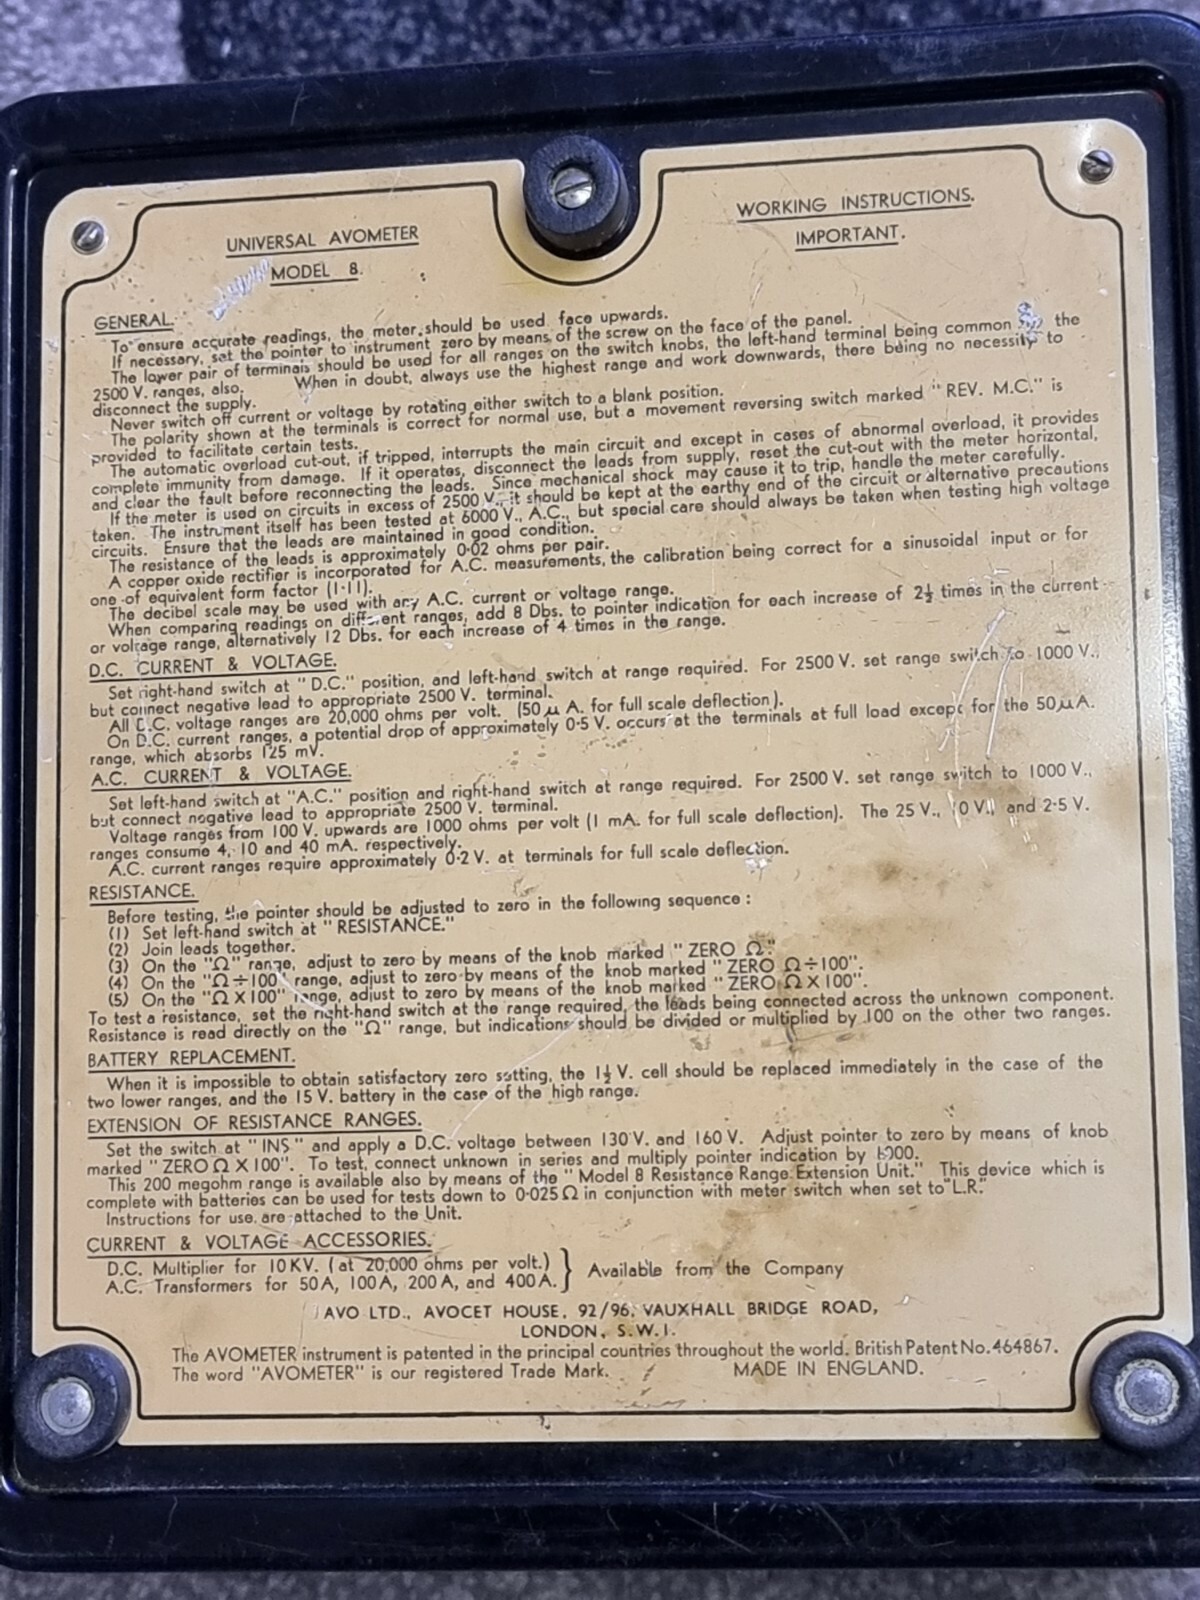 UNIVERSAL AVOMETER
MODEL 8.
WORKING INSTRUCTIONS.
IMPORTANT.
GENERAL.
To ensure accurate readings, the meter should be used face upwards.
If necessary, set the pointer to instrument zero by means of the screw on the face of the panel.
The lower pair of terminals should be used for all ranges on the switch knobs, the left-hand terminal being common the
2500 V. ranges, also. When in doubt, always use the highest range and work downwards, there being no necessity to
disconnect the supply.
Never switch off current or voltage by rotating either switch to a blank position.
The polarity shown at the terminals is correct for normal use, but a movement reversing switch marked "REV. M.C." is
provided to facilitate certain tests.
The automatic overload cut-out, if tripped, interrupts the main circuit and except in cases of abnormal overload, it provides
complete immunity from damage. If it operates, disconnect the leads from supply, reset the cut-out with the meter horizontal,
and clear the fault before reconnecting the leads. Since mechanical shock may cause it to trip, handle the meter carefully.
If the meter is used on circuits in excess of 2500 V., it should be kept at the earthy end of the circuit or alternative precautions
taken. The instrument itself has been tested at 6000 V., A.C., but special care should always be taken when testing high voltage
circuits. Ensure that the leads are maintained in good condition.
The resistance of the leads is approximately 0·02 ohms per pair.
A copper oxide rectifier is incorporated for A.C. measurements, the calibration being correct for a sinusoidal input or for
one of equivalent form factor (1·11).
The decibel scale may be used with any A.C. current or voltage range.
When comparing readings on different ranges, add 8 Dbs. to pointer indication for each increase of 2½ times in the current
or voltage range, alternatively 12 Dbs. for each increase of 4 times in the range.
D.C. CURRENT & VOLTAGE.
Set right-hand switch at "D.C." position, and left-hand switch at range required. For 2500 V. set range switch to 1000 V.,
but connect negative lead to appropriate 2500 V. terminal.
All D.C. voltage ranges are 20,000 ohms per volt. (50 µ A. for full scale deflection).
On D.C. current ranges, a potential drop of approximately 0·5 V. occurs at the terminals at full load except for the 50µA.
range, which absorbs 125 mV.
A.C. CURRENT & VOLTAGE.
Set left-hand switch at "A.C." position and right-hand switch at range required. For 2500 V. set range switch to 1000 V.,
but connect negative lead to appropriate 2500 V. terminal.
Voltage ranges from 100 V. upwards are 1000 ohms per volt (1 mA. for full scale deflection). The 25 V., and 2·5 V.
ranges consume 4, 10 and 40 mA. respectively.
A.C. current ranges require approximately 0·2 V. at terminals for full scale deflection.
RESISTANCE.
Before testing, the pointer should be adjusted to zero in the following sequence :
(1) Set left-hand switch at "RESISTANCE."
(2) Join leads together.
(3) On the "Ω" range, adjust to zero by means of the knob marked "ZERO Ω."
(4) On the "Ω÷100" range, adjust to zero by means of the knob marked "ZERO Ω÷100".
(5) On the "Ω X 100" range, adjust to zero by means of the knob marked "ZERO Ω X 100".
To test a resistance, set the right-hand switch at the range required, the leads being connected across the unknown component.
Resistance is read directly on the "Ω" range, but indications should be divided or multiplied by 100 on the other two ranges.
BATTERY REPLACEMENT.
When it is impossible to obtain satisfactory zero setting, the 1½ V. cell should be replaced immediately in the case of the
two lower ranges, and the 15 V. battery in the case of the high range.
EXTENSION OF RESISTANCE RANGES.
Set the switch at "INS" and apply a D.C. voltage between 130 V. and 160 V. Adjust pointer to zero by means of knob
marked "ZERO Ω X 100". To test, connect unknown in series and multiply pointer indication by
This 200 megohm range is available also by means of the "Model 8 Resistance Range Extension Unit." This device which is
complete with batteries can be used for tests down to 0·025 Ω in conjunction with meter switch when set to "L.R."
Instructions for use are attached to the Unit.
CURRENT & VOLTAGE ACCESSORIES.
D.C. Multiplier for 10 KV. (at 20,000 ohms per volt.)
A.C. Transformers for 50 A, 100 A, 200 A, and 400 A.
} Available from the Company
AVO LTD., AVOCET HOUSE, 92/96, VAUXHALL BRIDGE ROAD,
LONDON, S.W.1.
The AVOMETER instrument is patented in the principal countries throughout the world. British Patent No. 464867.
The word "AVOMETER" is our registered Trade Mark. MADE IN ENGLAND.